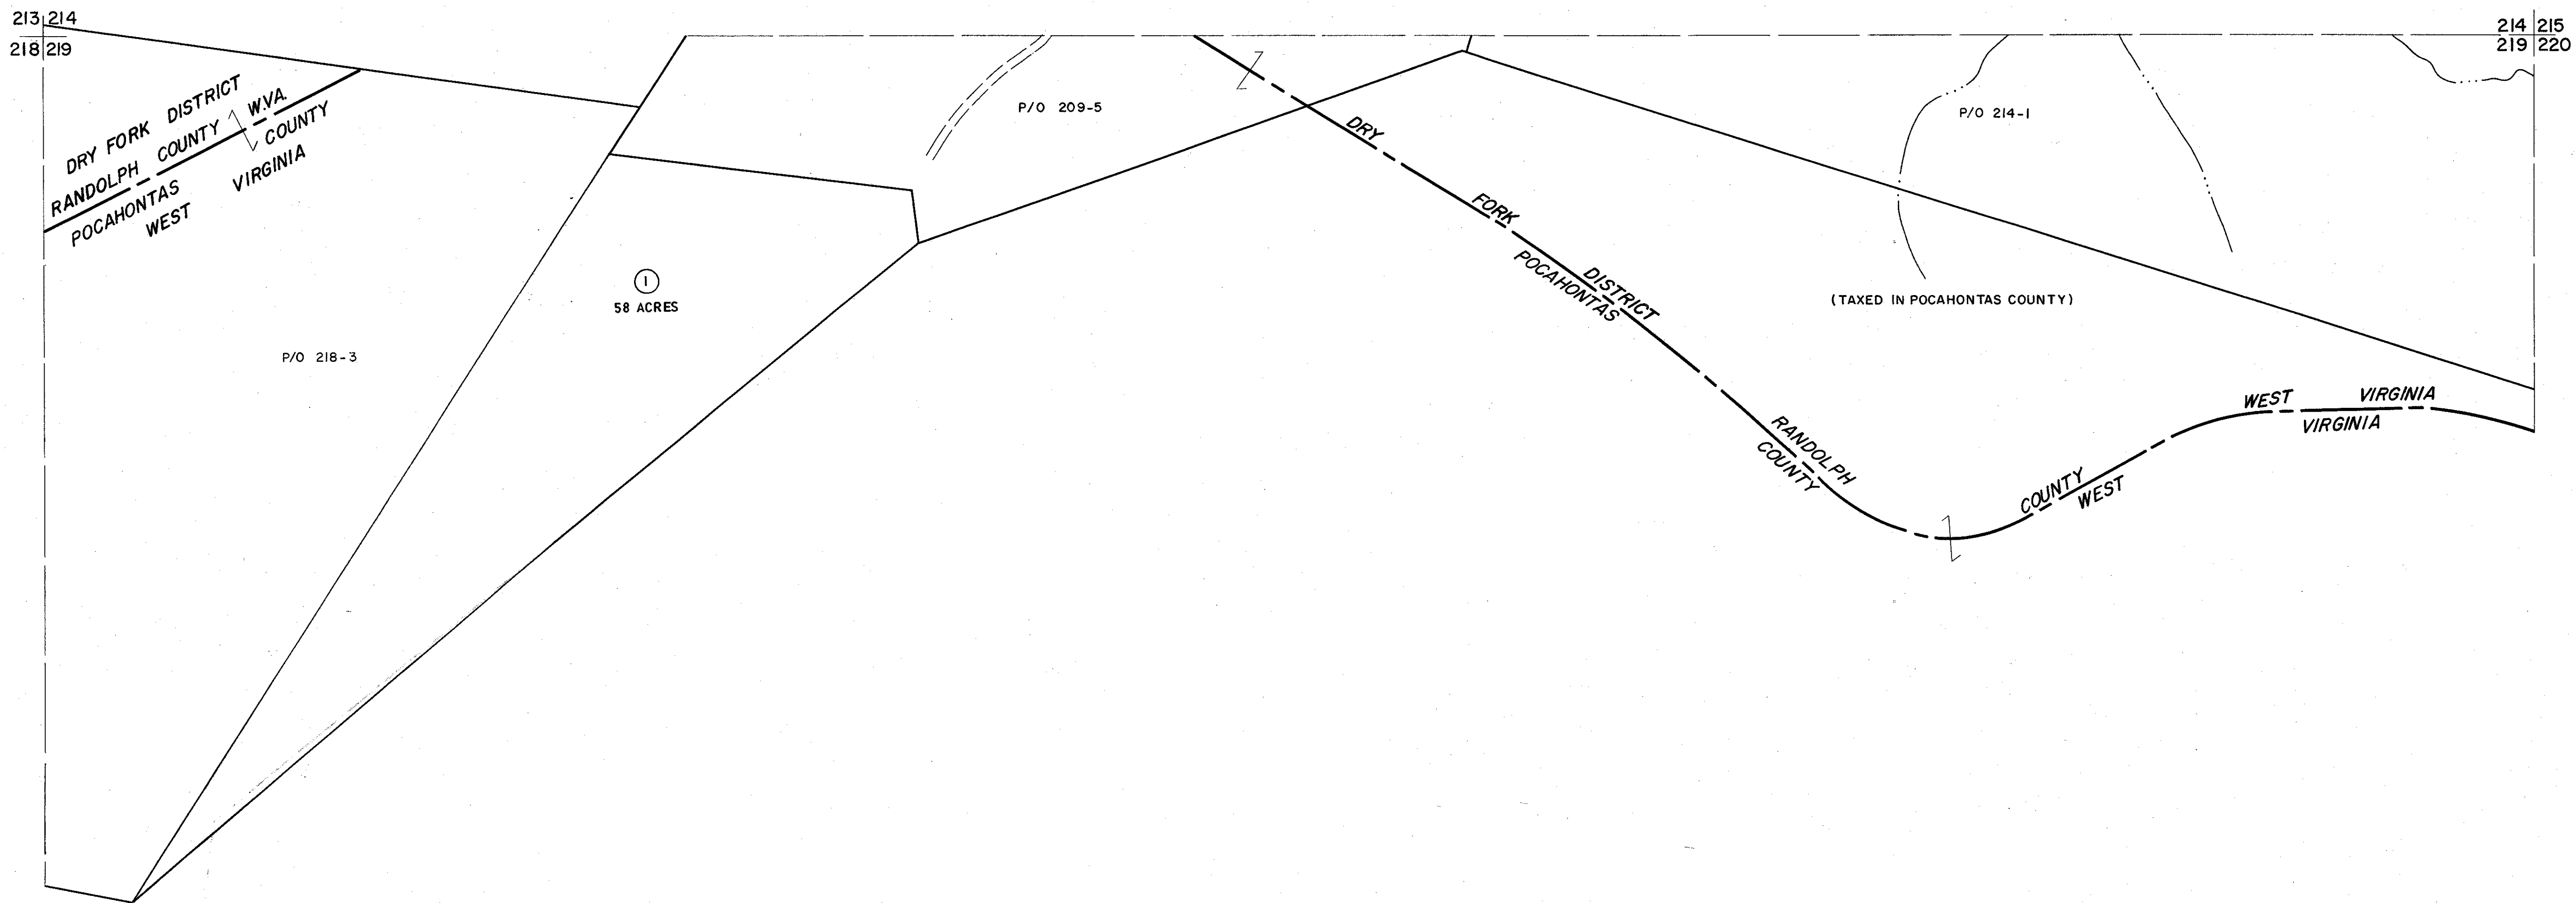 213 214
218 219
214 215
219 220
DRY FORK DISTRICT
RANDOLPH COUNTY W.VA.
POCAHONTAS COUNTY
WEST VIRGINIA
P/O 209-5
P/O 214-1
1
58 ACRES
P/O 218-3
(TAXED IN POCAHONTAS COUNTY)
DRY FORK DISTRICT RANDOLPH COUNTY WEST VIRGINIA
POCAHONTAS COUNTY WEST VIRGINIA